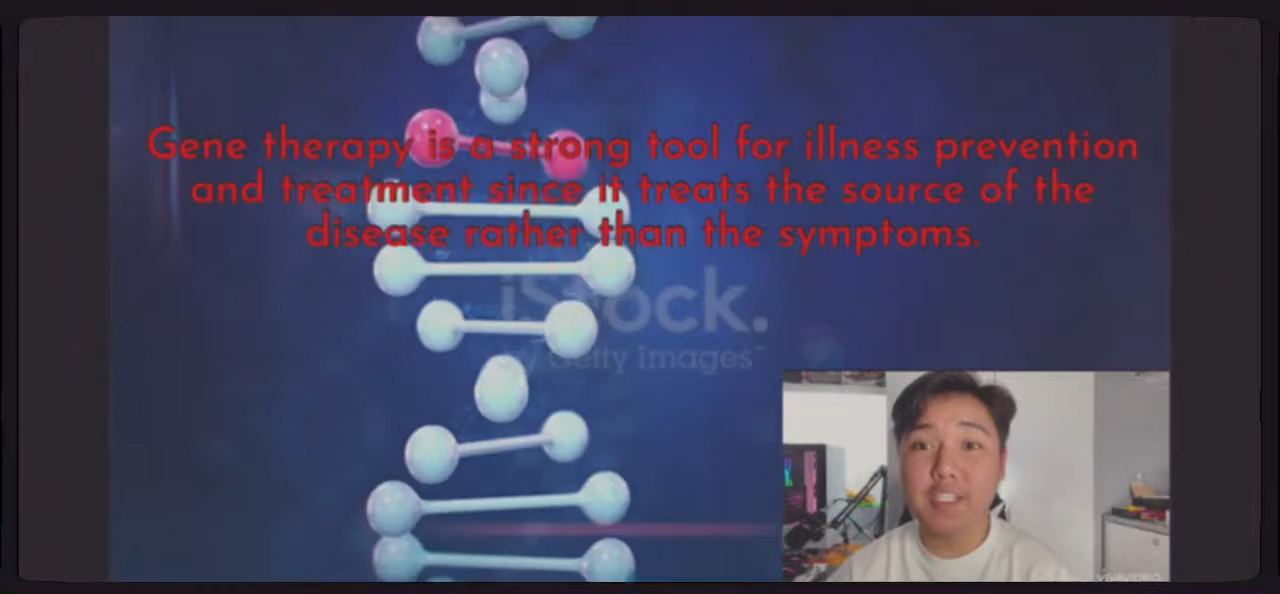 Gene therapy is a strong tool for illness prevention
and treatment since it treats the source of the
disease rather than the symptoms.
iStock.
by Getty Images™